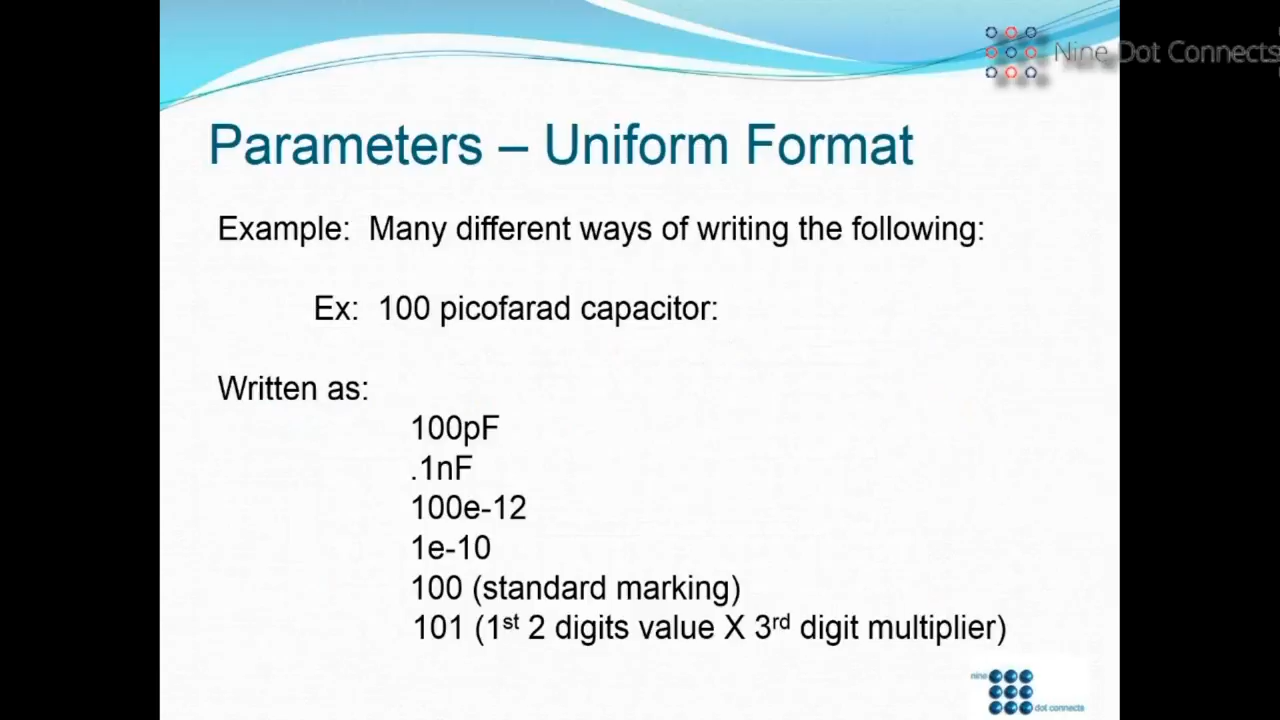 Nine Dot Connects
Parameters – Uniform Format
Example: Many different ways of writing the following:
Ex: 100 picofarad capacitor:
Written as:
100pF
.1nF
100e-12
1e-10
100 (standard marking)
101 (1st 2 digits value X 3rd digit multiplier)
nine
dot connects